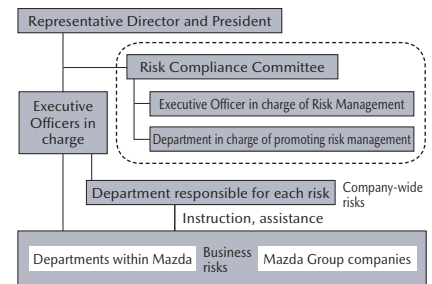 Representative Director and President
Risk Compliance Committee
Executive Officer in charge of Risk Management
Department in charge of promoting risk management
Executive
Officers in
charge
Department responsible for each risk
Company-wide
risks
Instruction, assistance
Departments within Mazda
Business
risks
Mazda Group companies